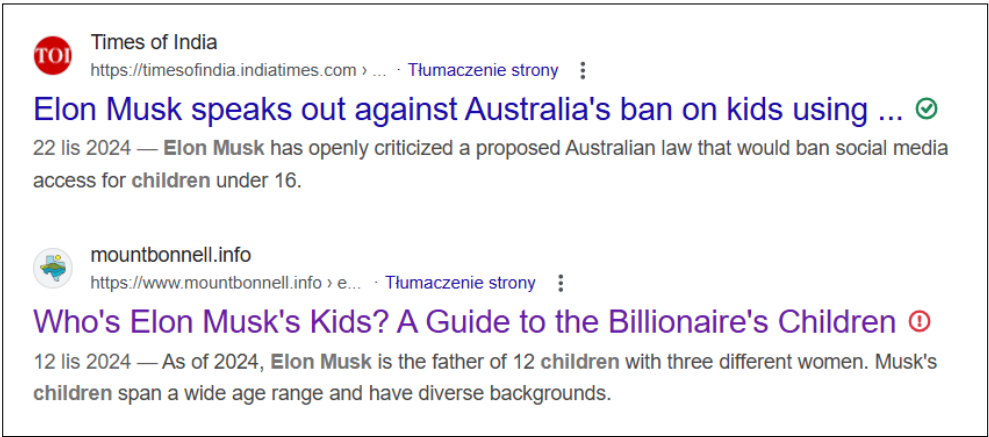 TOI
Times of India
https://timesofindia.indiatimes.com › ... · Tłumaczenie strony
Elon Musk speaks out against Australia's ban on kids using ...
22 lis 2024 — Elon Musk has openly criticized a proposed Australian law that would ban social media
access for children under 16.
mountbonnell.info
https://www.mountbonnell.info › e... · Tłumaczenie strony
Who's Elon Musk's Kids? A Guide to the Billionaire's Children
12 lis 2024 — As of 2024, Elon Musk is the father of 12 children with three different women. Musk's
children span a wide age range and have diverse backgrounds.